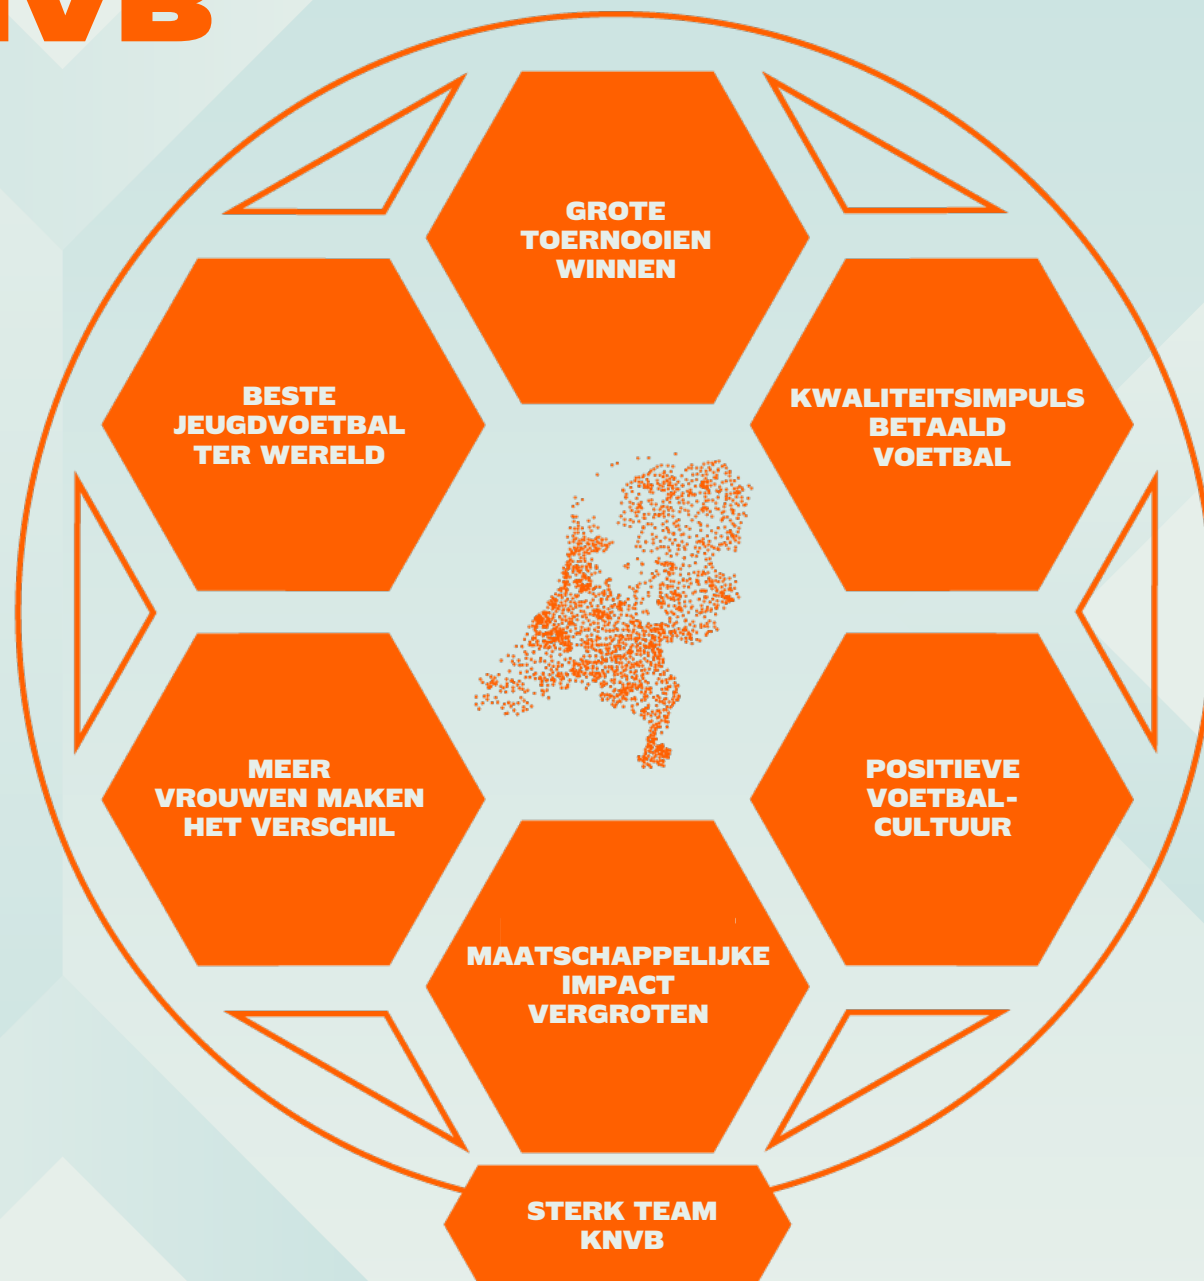 NVB
GROTE
TOERNOOIEN
WINNEN
BESTE
JEUGDVOETBAL
TER WERELD
KWALITEITSIMPULS
BETAALD
VOETBAL
MEER
VROUWEN MAKEN
HET VERSCHIL
POSITIEVE
VOETBAL-
CULTUUR
MAATSCHAPPELIJKE
IMPACT
VERGROTEN
STERK TEAM
KNVB